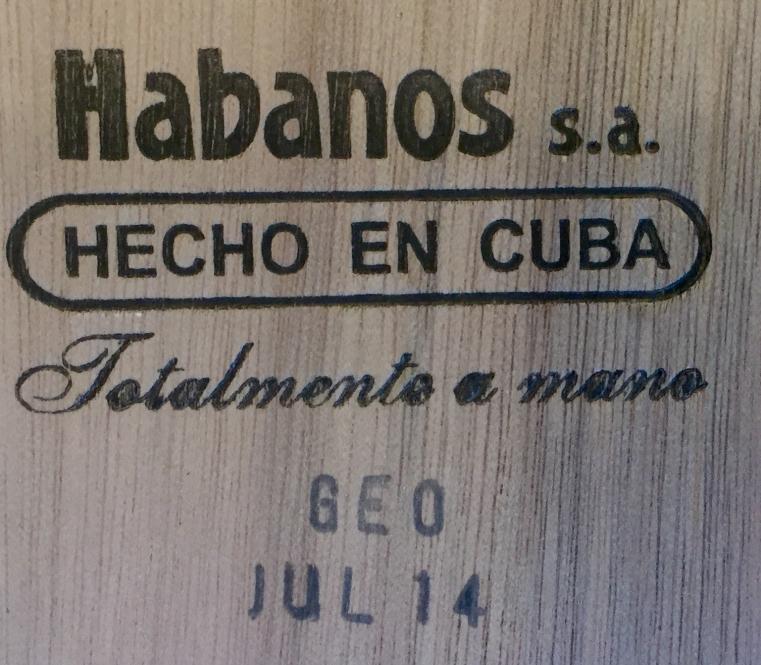 Habanos s.a.
HECHO EN CUBA
Totalmente a mano
GEO
JUL 14